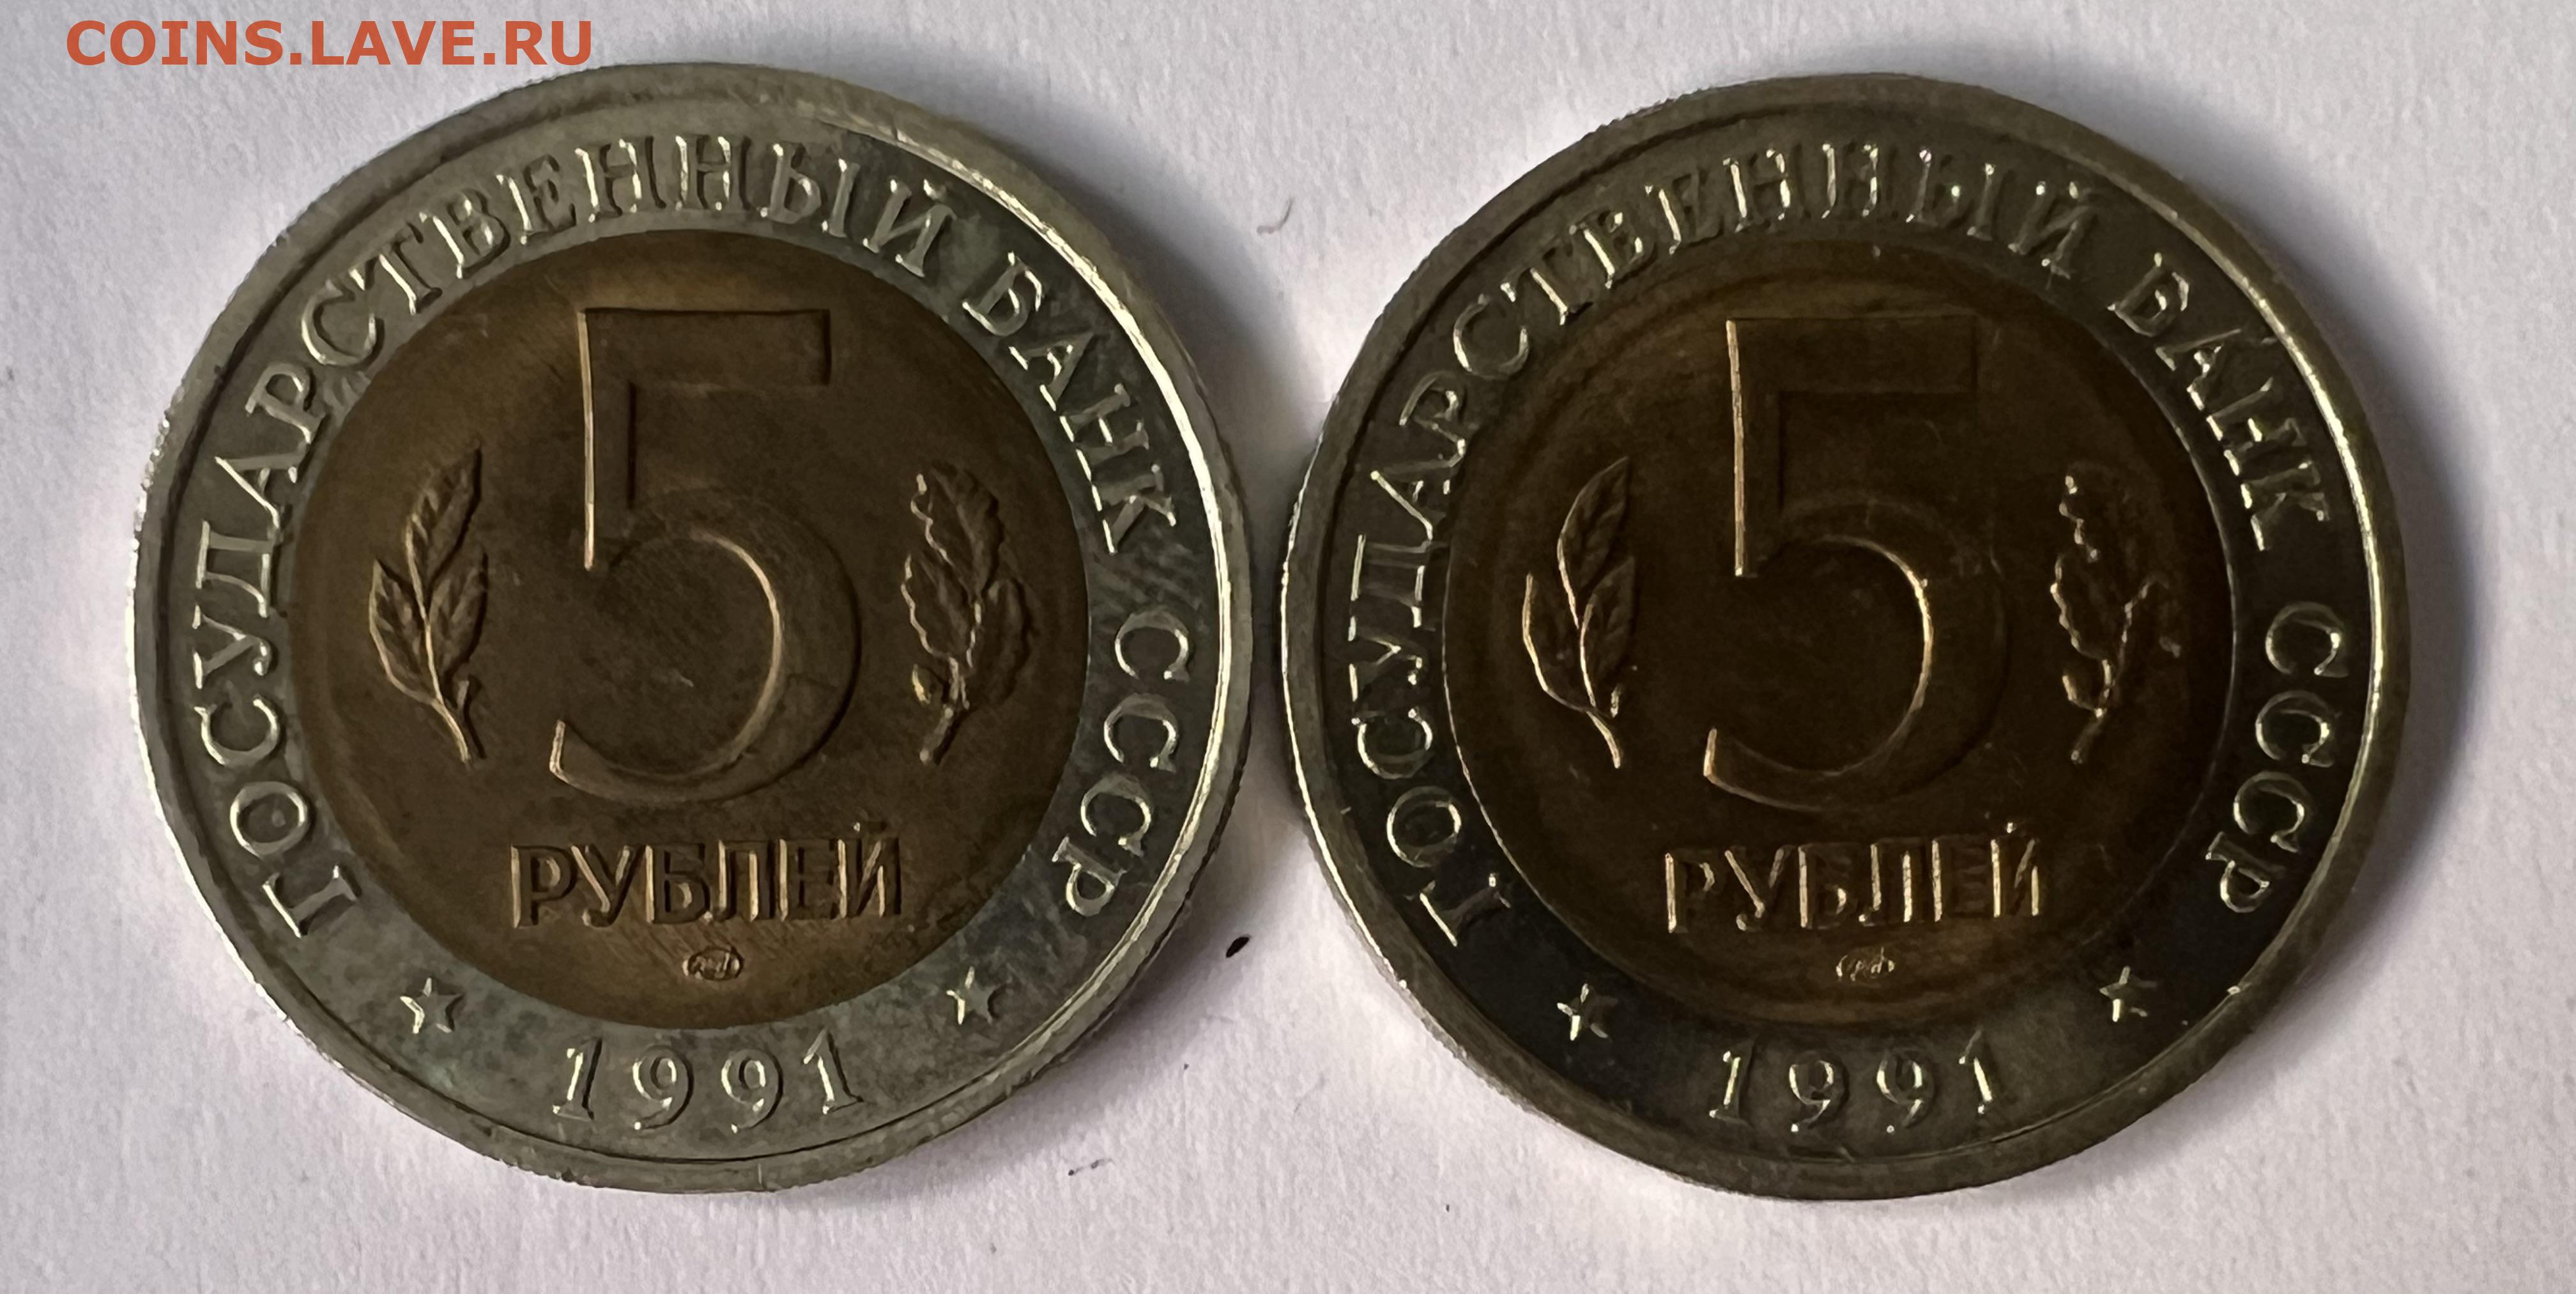 COINS.LAVE.RU
ГОСУДАРСТВЕННЫЙ БАНК СССР
5
РУБЛЕЙ
1991
ГОСУДАРСТВЕННЫЙ БАНК СССР
5
РУБЛЕЙ
1991